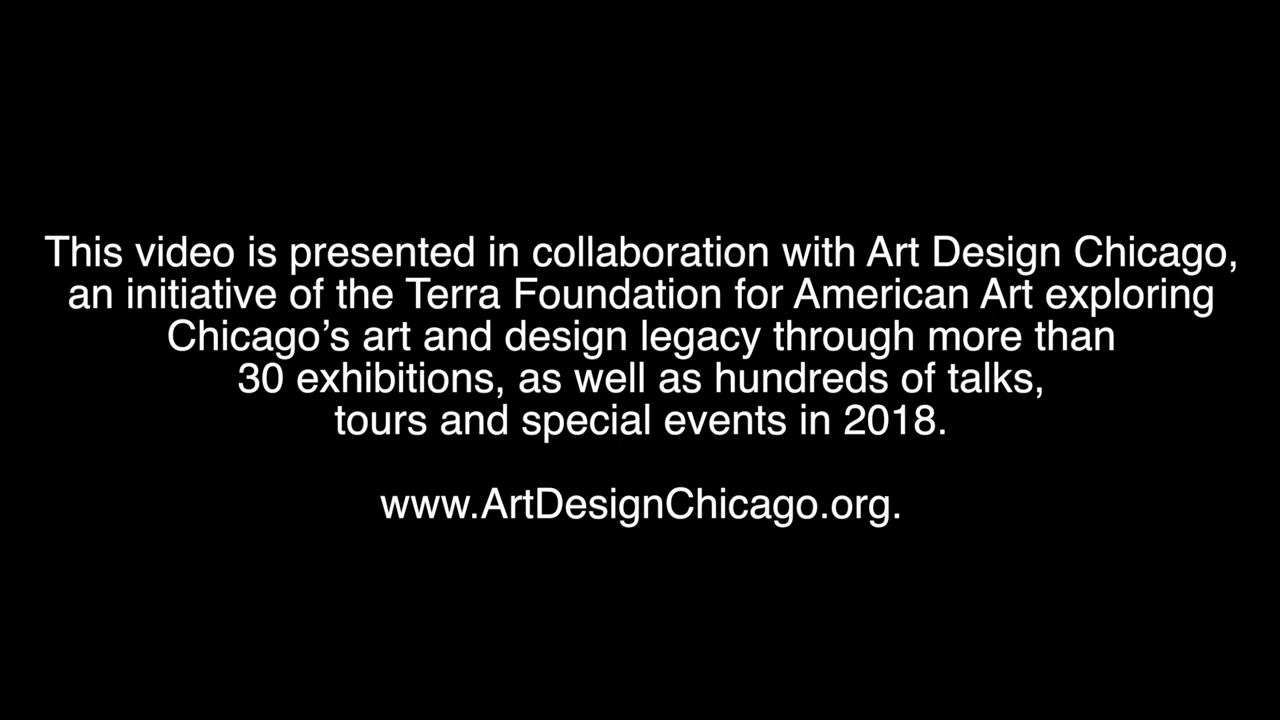 This video is presented in collaboration with Art Design Chicago,
an initiative of the Terra Foundation for American Art exploring
Chicago’s art and design legacy through more than
30 exhibitions, as well as hundreds of talks,
tours and special events in 2018.
www.ArtDesignChicago.org.